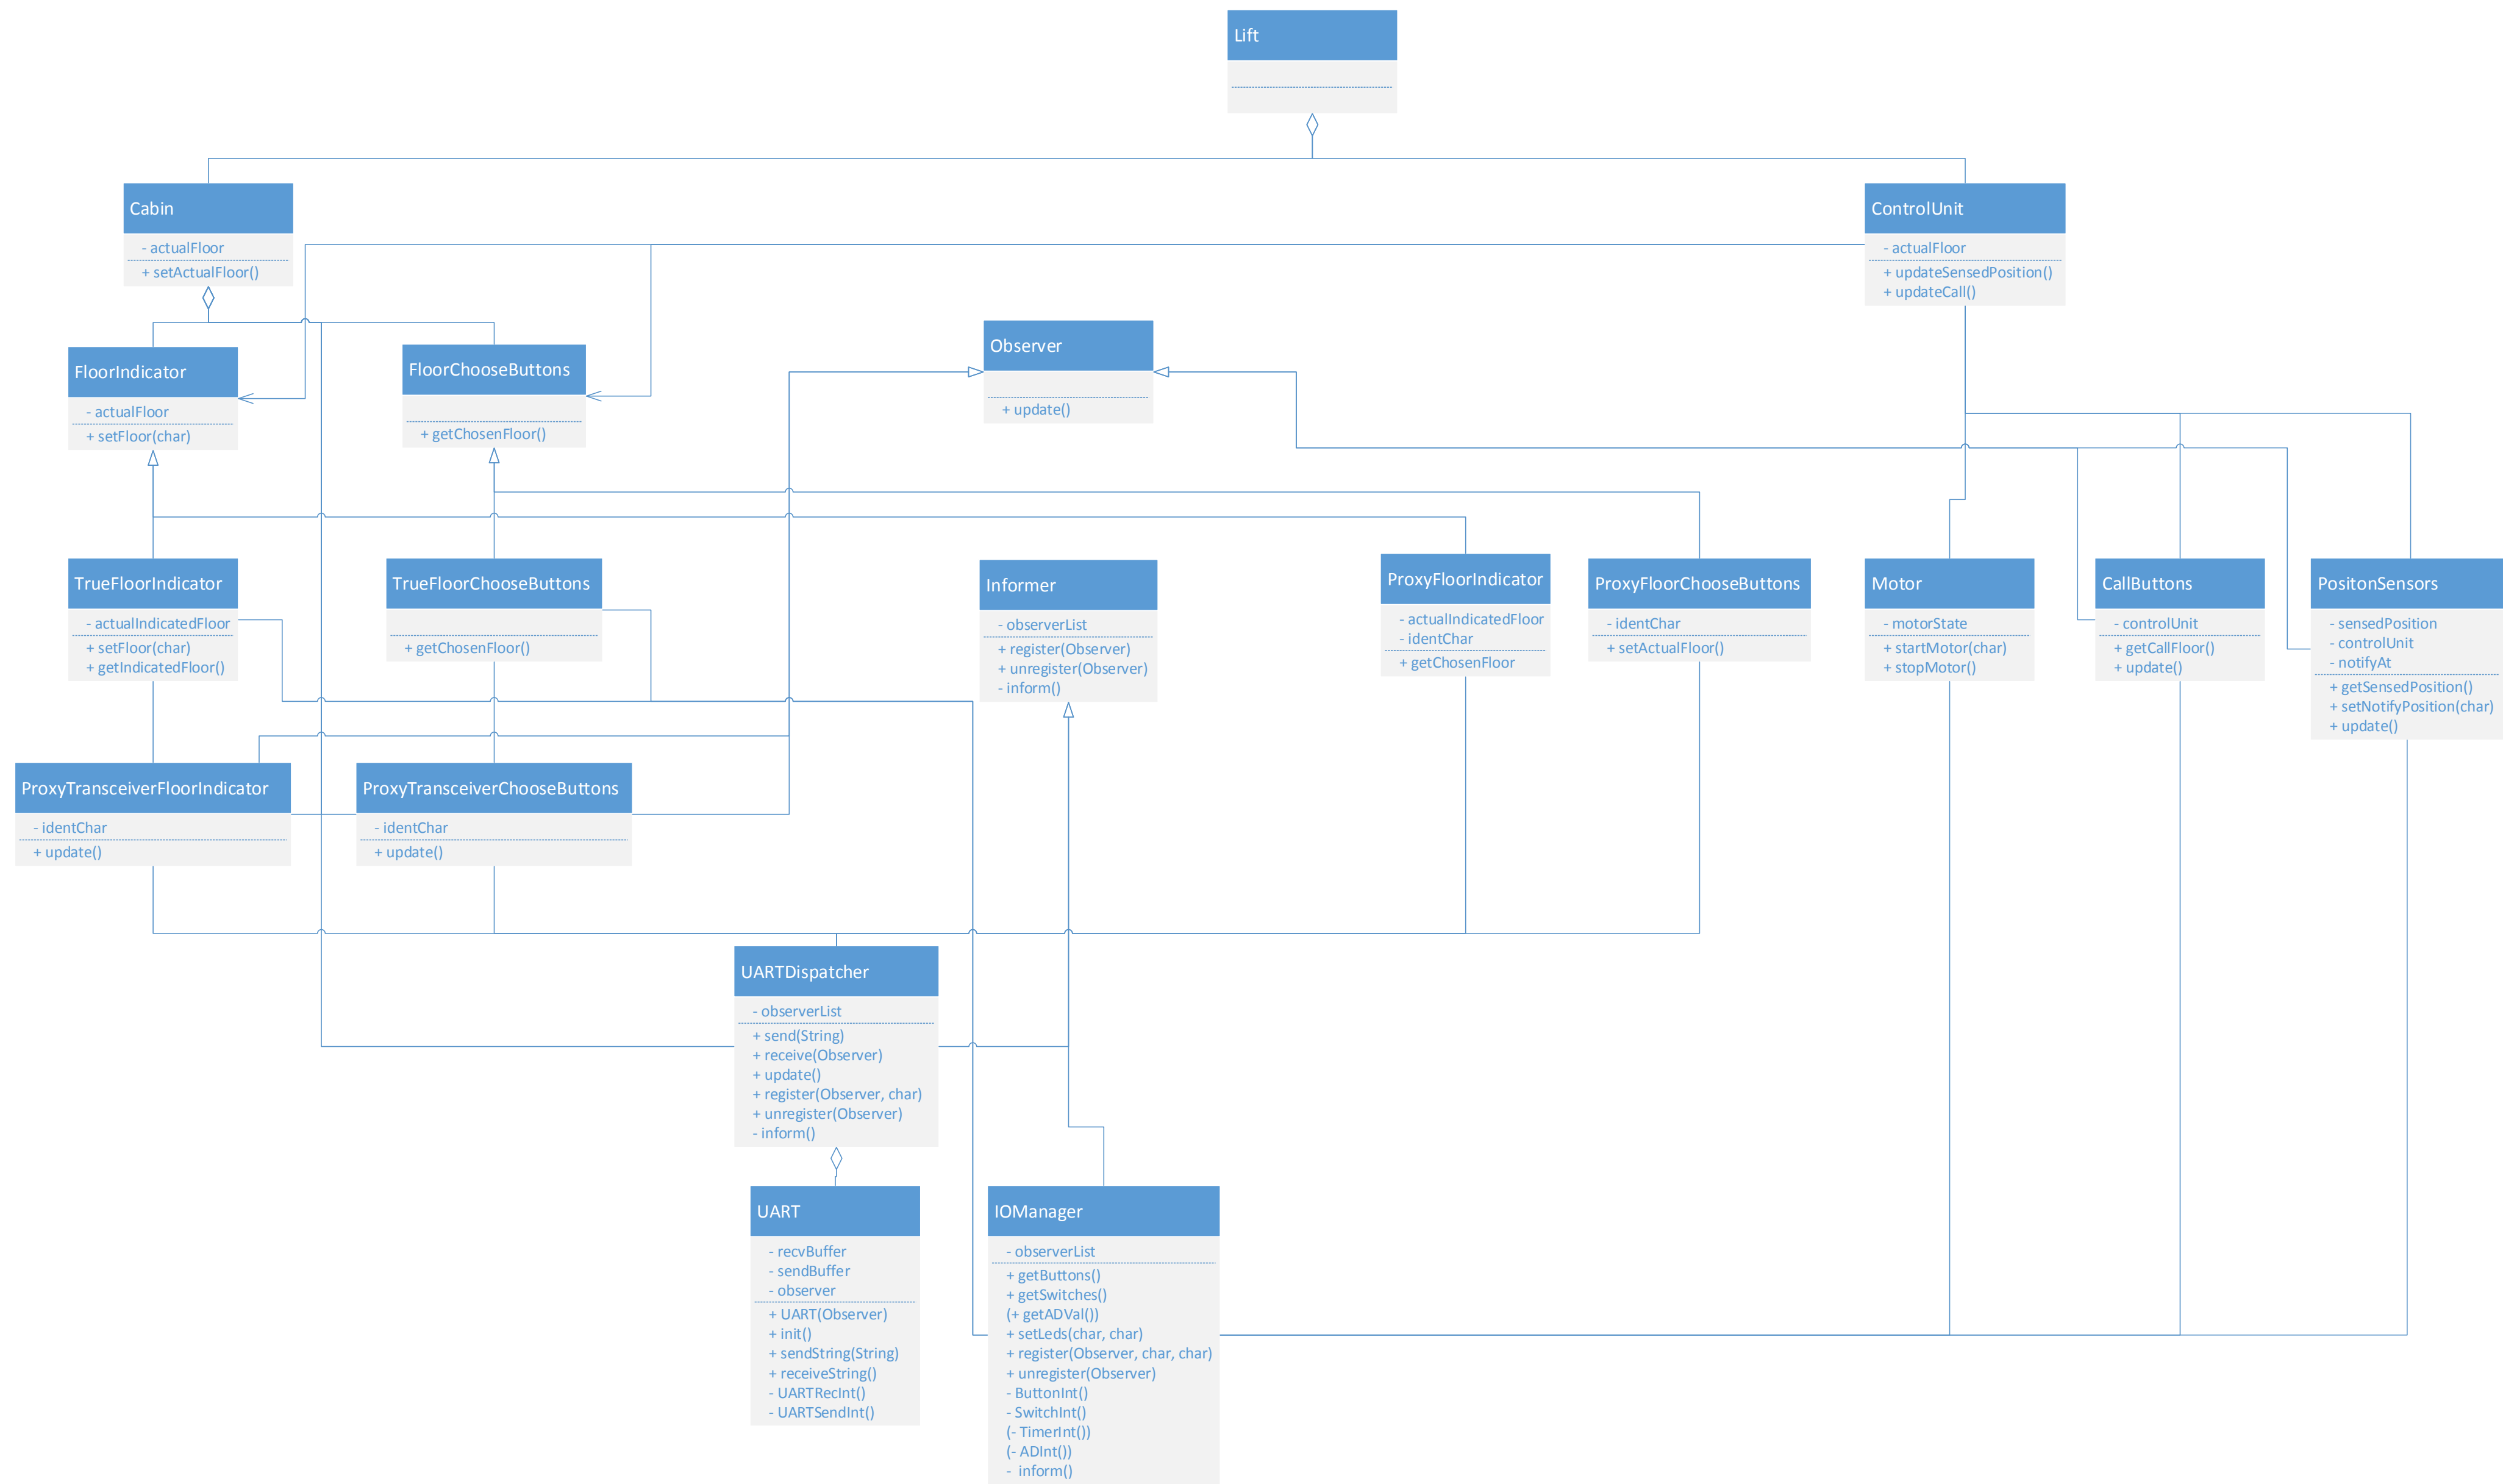 Lift
Cabin
- actualFloor
+ setActualFloor()
ControlUnit
- actualFloor
+ updateSensedPosition()
+ updateCall()
FloorIndicator
- actualFloor
+ setFloor(char)
FloorChooseButtons
+ getChosenFloor()
Observer
+ update()
TrueFloorIndicator
- actualIndicatedFloor
+ setFloor(char)
+ getIndicatedFloor()
TrueFloorChooseButtons
+ getChosenFloor()
Informer
- observerList
+ register(Observer)
+ unregister(Observer)
- inform()
ProxyFloorIndicator
- actualIndicatedFloor
- identChar
+ getChosenFloor
ProxyFloorChooseButtons
- identChar
+ setActualFloor()
Motor
- motorState
+ startMotor(char)
+ stopMotor()
CallButtons
- controlUnit
+ getCallFloor()
+ update()
PositonSensors
- sensedPosition
- controlUnit
- notifyAt
+ getSensedPosition()
+ setNotifyPosition(char)
+ update()
ProxyTransceiverFloorIndicator
- identChar
+ update()
ProxyTransceiverChooseButtons
- identChar
+ update()
UARTDispatcher
- observerList
+ send(String)
+ receive(Observer)
+ update()
+ register(Observer, char)
+ unregister(Observer)
- inform()
UART
- recvBuffer
- sendBuffer
- observer
+ UART(Observer)
+ init()
+ sendString(String)
+ receiveString()
- UARTRecInt()
- UARTSendInt()
IOManager
- observerList
+ getButtons()
+ getSwitches()
(+ getADVal())
+ setLeds(char, char)
+ register(Observer, char, char)
+ unregister(Observer)
- ButtonInt()
- SwitchInt()
(- TimerInt())
(- ADInt())
- inform()